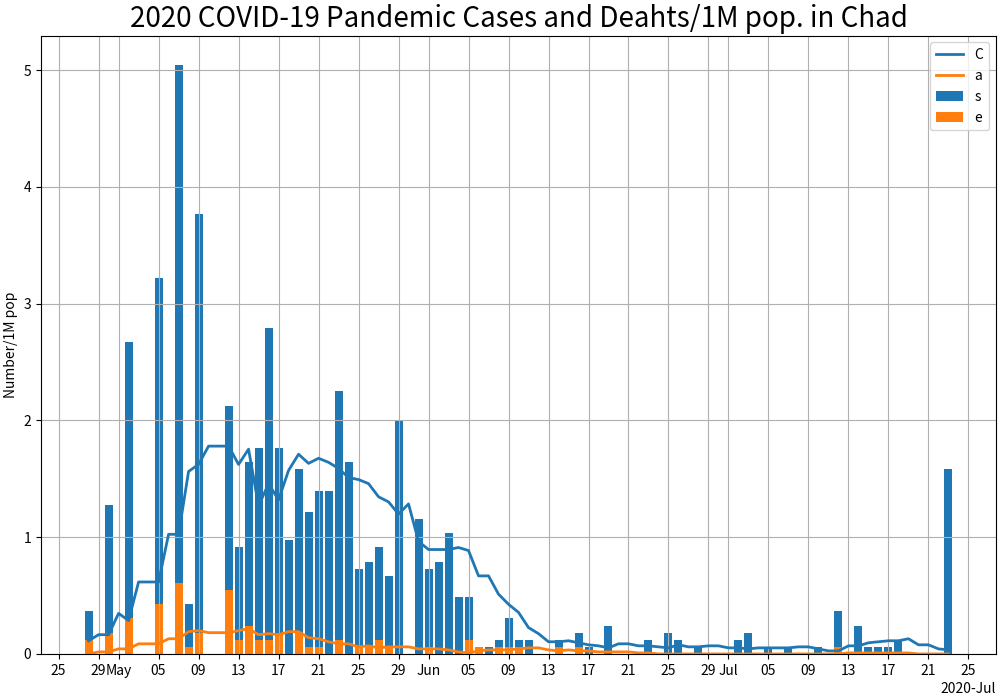 2020 COVID-19 Pandemic Cases and Deahts/1M pop. in Chad
C
a
s
e
Number/1M pop
5
4
3
2
1
0
25 29 May 05 09 13 17 21 25 29 Jun 05 09 13 17 21 25 29 Jul 05 09 13 17 21 25
2020-Jul